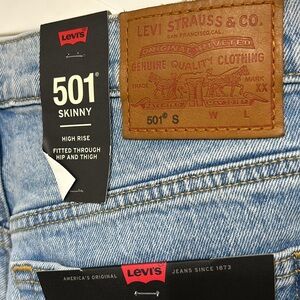 Levi's
501®
SKINNY
HIGH RISE
FITTED THROUGH
HIP AND THIGH
LEVI STRAUSS & CO.
SAN FRANCISCO, CAL.
ORIGINAL RIVETED
GENUINE QUALITY CLOTHING
TRADE MARK
XX
501® S W L
AMERICA'S ORIGINAL Levi's JEANS SINCE 1873